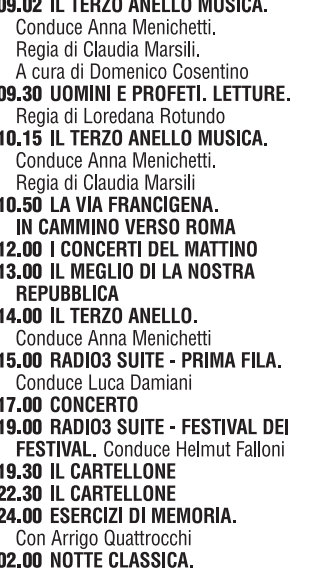 09.02 IL TERZO ANELLO MUSICA.
Conduce Anna Menichetti.
Regia di Claudia Marsili.
A cura di Domenico Cosentino
09.30 UOMINI E PROFETI. LETTURE.
Regia di Loredana Rotundo
10.15 IL TERZO ANELLO MUSICA.
Conduce Anna Menichetti.
Regia di Claudia Marsili
10.50 LA VIA FRANCIGENA.
IN CAMMINO VERSO ROMA
12.00 I CONCERTI DEL MATTINO
13.00 IL MEGLIO DI LA NOSTRA
REPUBBLICA
14.00 IL TERZO ANELLO.
Conduce Anna Menichetti
15.00 RADIO3 SUITE - PRIMA FILA.
Conduce Luca Damiani
17.00 CONCERTO
19.00 RADIO3 SUITE - FESTIVAL DEI
FESTIVAL. Conduce Helmut Falloni
19.30 IL CARTELLONE
22.30 IL CARTELLONE
24.00 ESERCIZI DI MEMORIA.
Con Arrigo Quattrocchi
02.00 NOTTE CLASSICA.